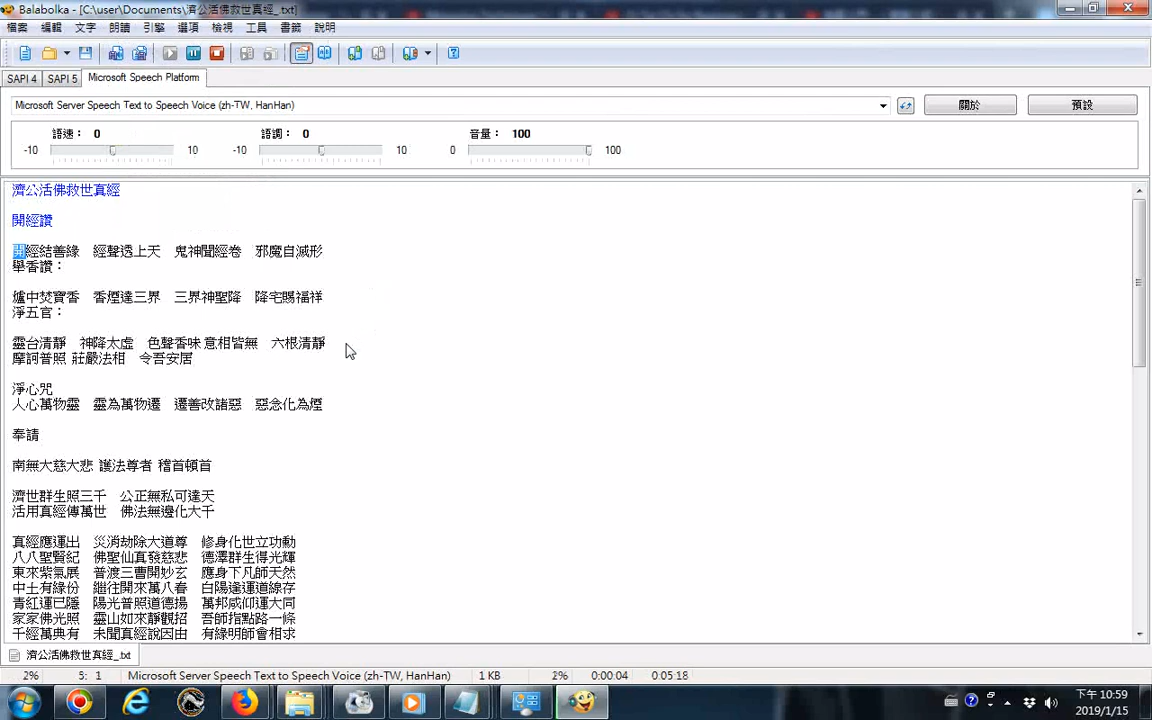 Balabolka - [C:\user\Documents\濟公活佛救世真經_.txt]
檔案 編輯 文字 朗讀 引擎 選項 檢視 工具 書籤 說明
SAPI 4 SAPI 5 Microsoft Speech Platform
Microsoft Server Speech Text to Speech Voice (zh-TW, HanHan) 關於 預設
語速： 0 語調： 0 音量： 100
-10 10 -10 10 0 100
濟公活佛救世真經
開經讚
開經結善緣 經聲透上天 鬼神聞經卷 邪魔自滅形
舉香讚：
爐中焚寶香 香煙達三界 三界神聖降 降宅賜福祥
淨五官：
靈台清靜 神降太虛 色聲香味 意相皆無 六根清靜
摩訶普照 莊嚴法相 令吾安居
淨心咒
人心萬物靈 靈為萬物遷 遷善改諸惡 惡念化為煙
奉請
南無大慈大悲 護法尊者 稽首頓首
濟世群生照三千 公正無私可達天
活用真經傳萬世 佛法無邊化大千
真經應運出 災消劫除大道尊 修身化世立功勳
八八聖賢紀 佛聖仙真發慈悲 德澤群生得光輝
東來紫氣展 普渡三曹開妙玄 應身下凡師天然
中土有緣份 繼往開來萬八春 白陽逢運道線存
青紅運已隱 陽光普照道德揚 萬邦咸仰運大同
家家佛光照 靈山如來靜觀招 吾師指點路一條
千經萬典有 未聞真經說因由 有緣明師會相求
濟公活佛救世真經_.txt
2% 5: 1 Microsoft Server Speech Text to Speech Voice (zh-TW, HanHan) 1 KB 2% 0:00:04 0:05:18
下午 10:59
2019/1/15